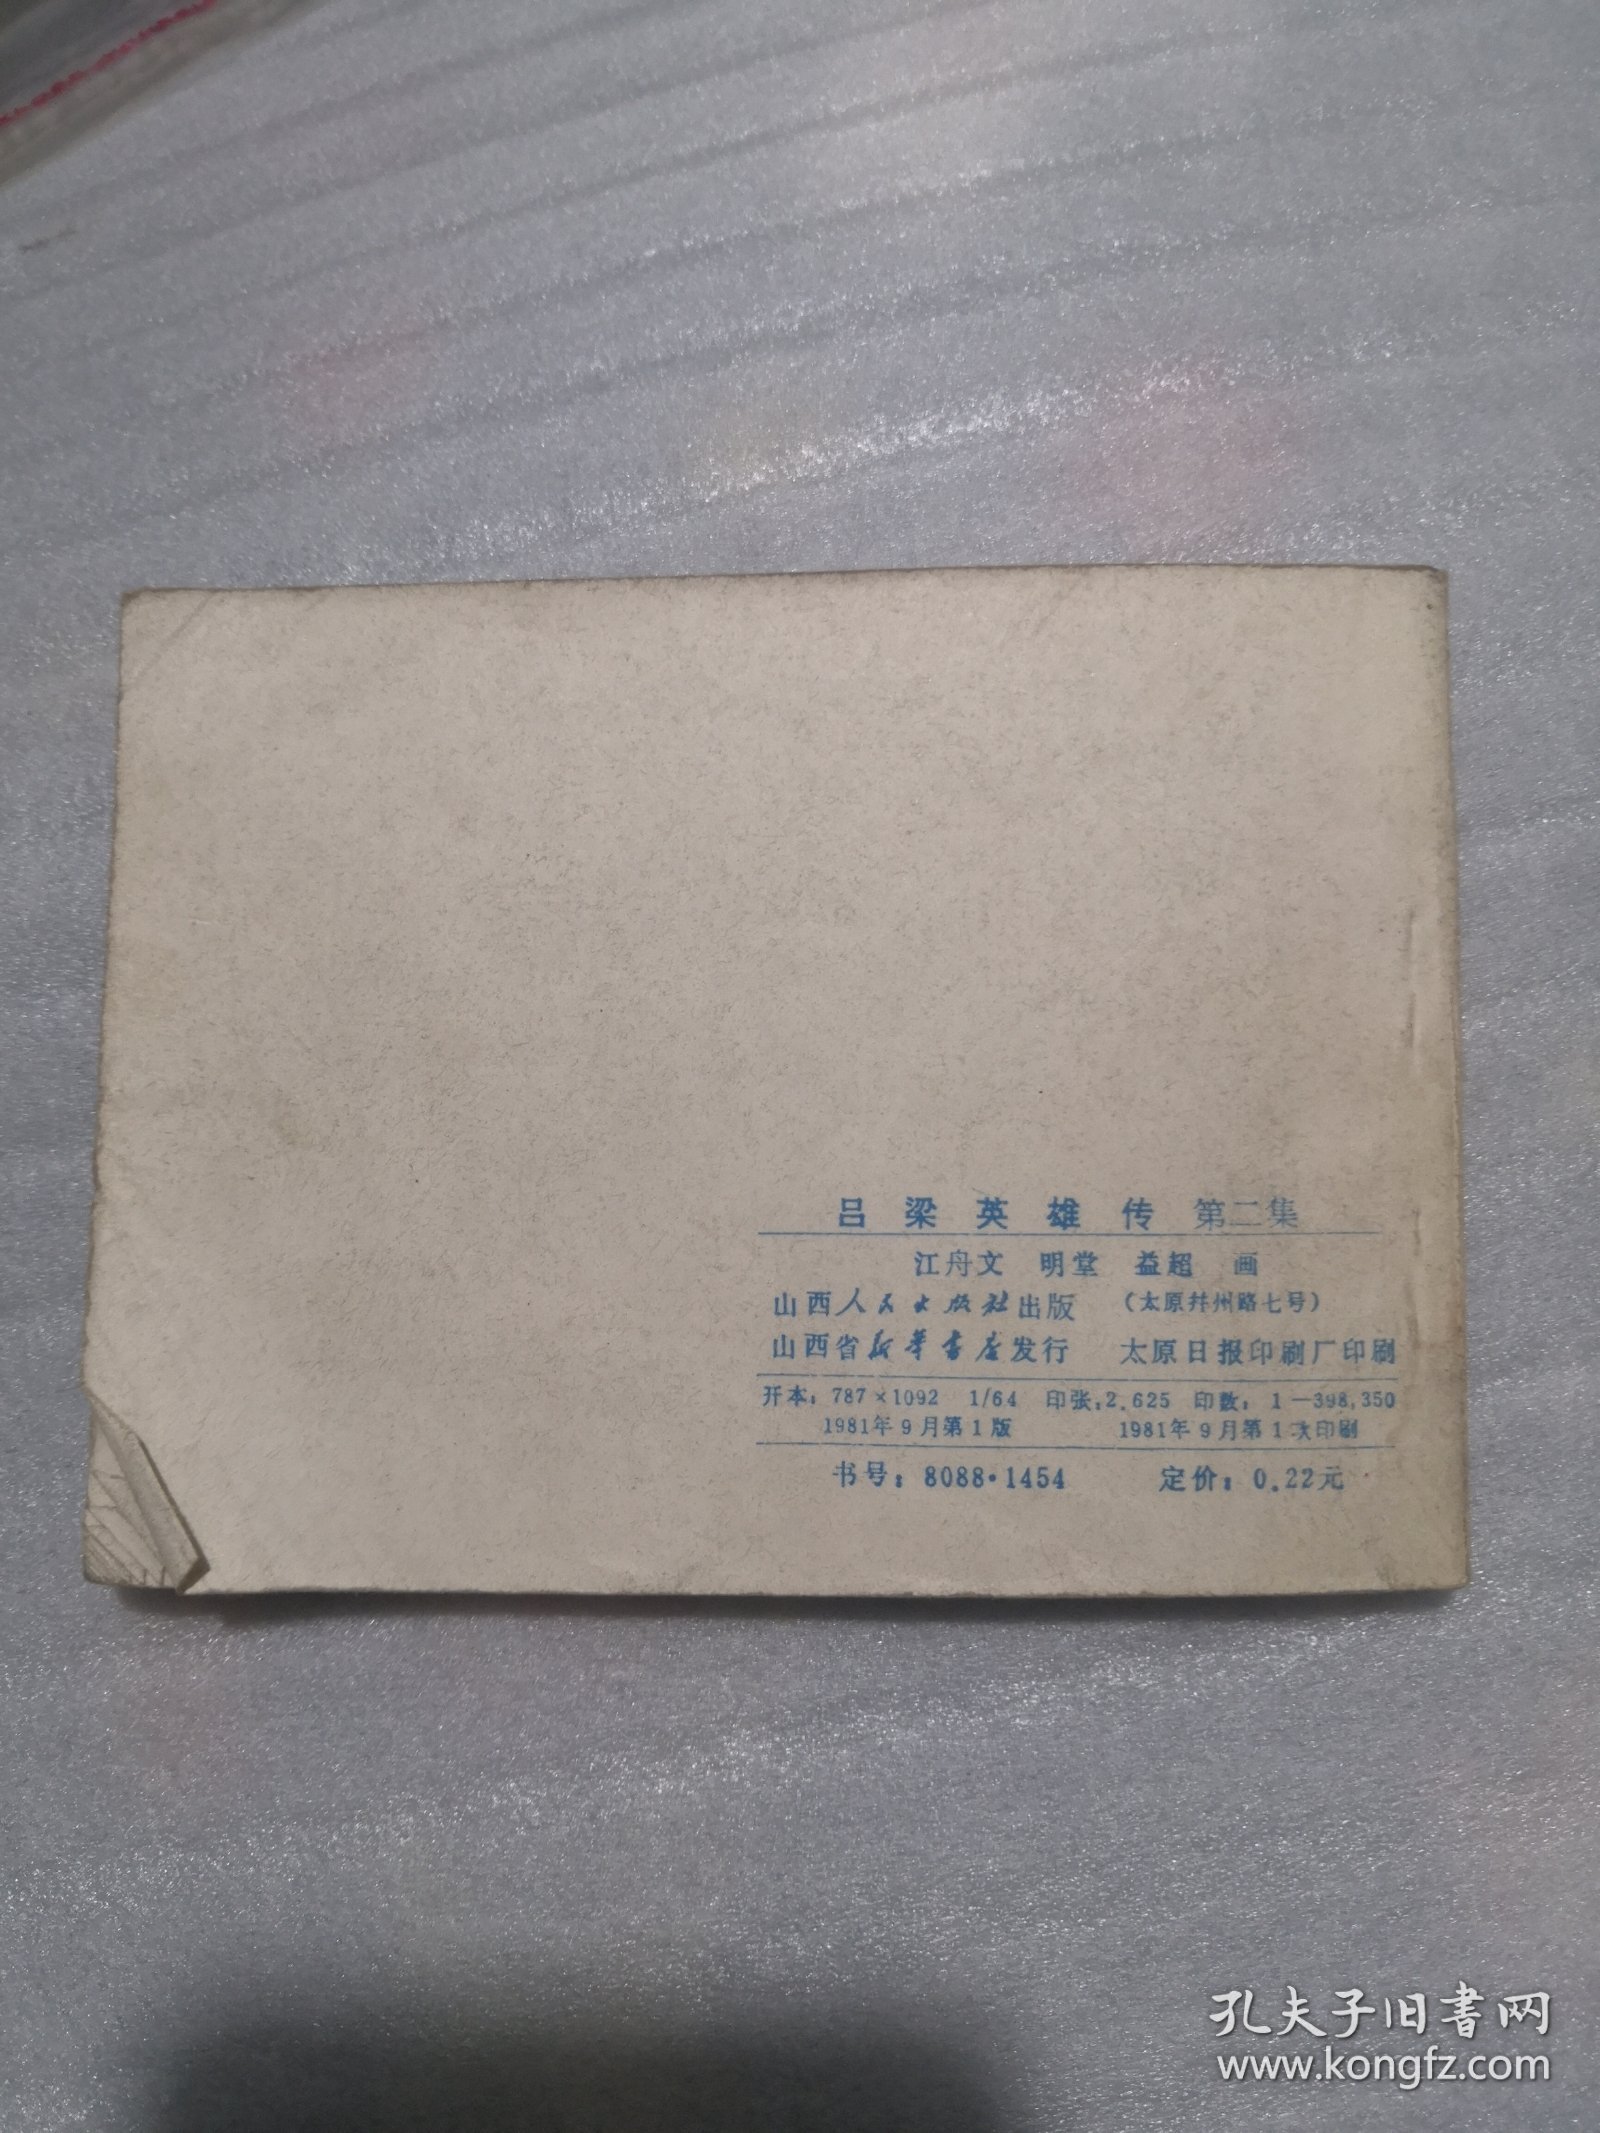 吕梁英雄传 第二集
江舟文 明堂 益超 画
山西人民出版社出版 （太原并州路七号）
山西省新华书店发行 太原日报印刷厂印刷
开本：787×1092 1/64 印张：2.625 印数：1—398,350
1981年9月第1版 1981年9月第1次印刷
书号：8088·1454 定价：0.22元
孔夫子旧书网
www.kongfz.com